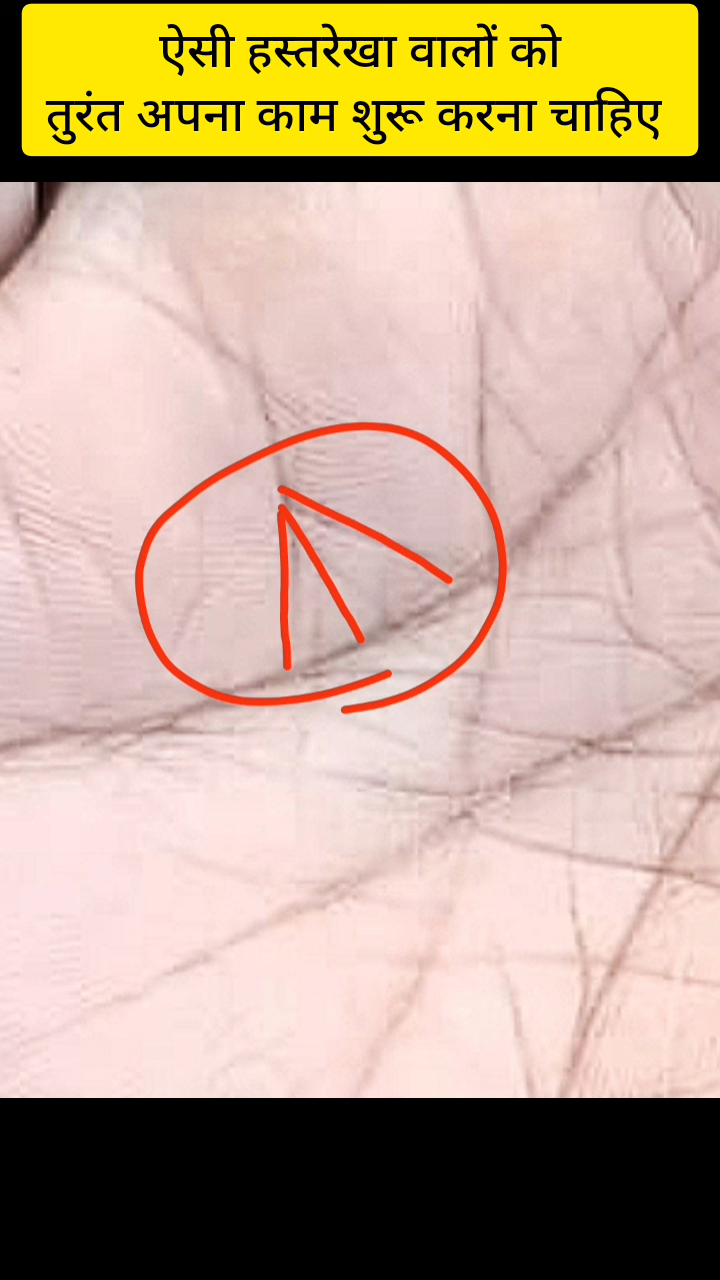 ऐसी हस्तरेखा वालों को
तुरंत अपना काम शुरू करना चाहिए